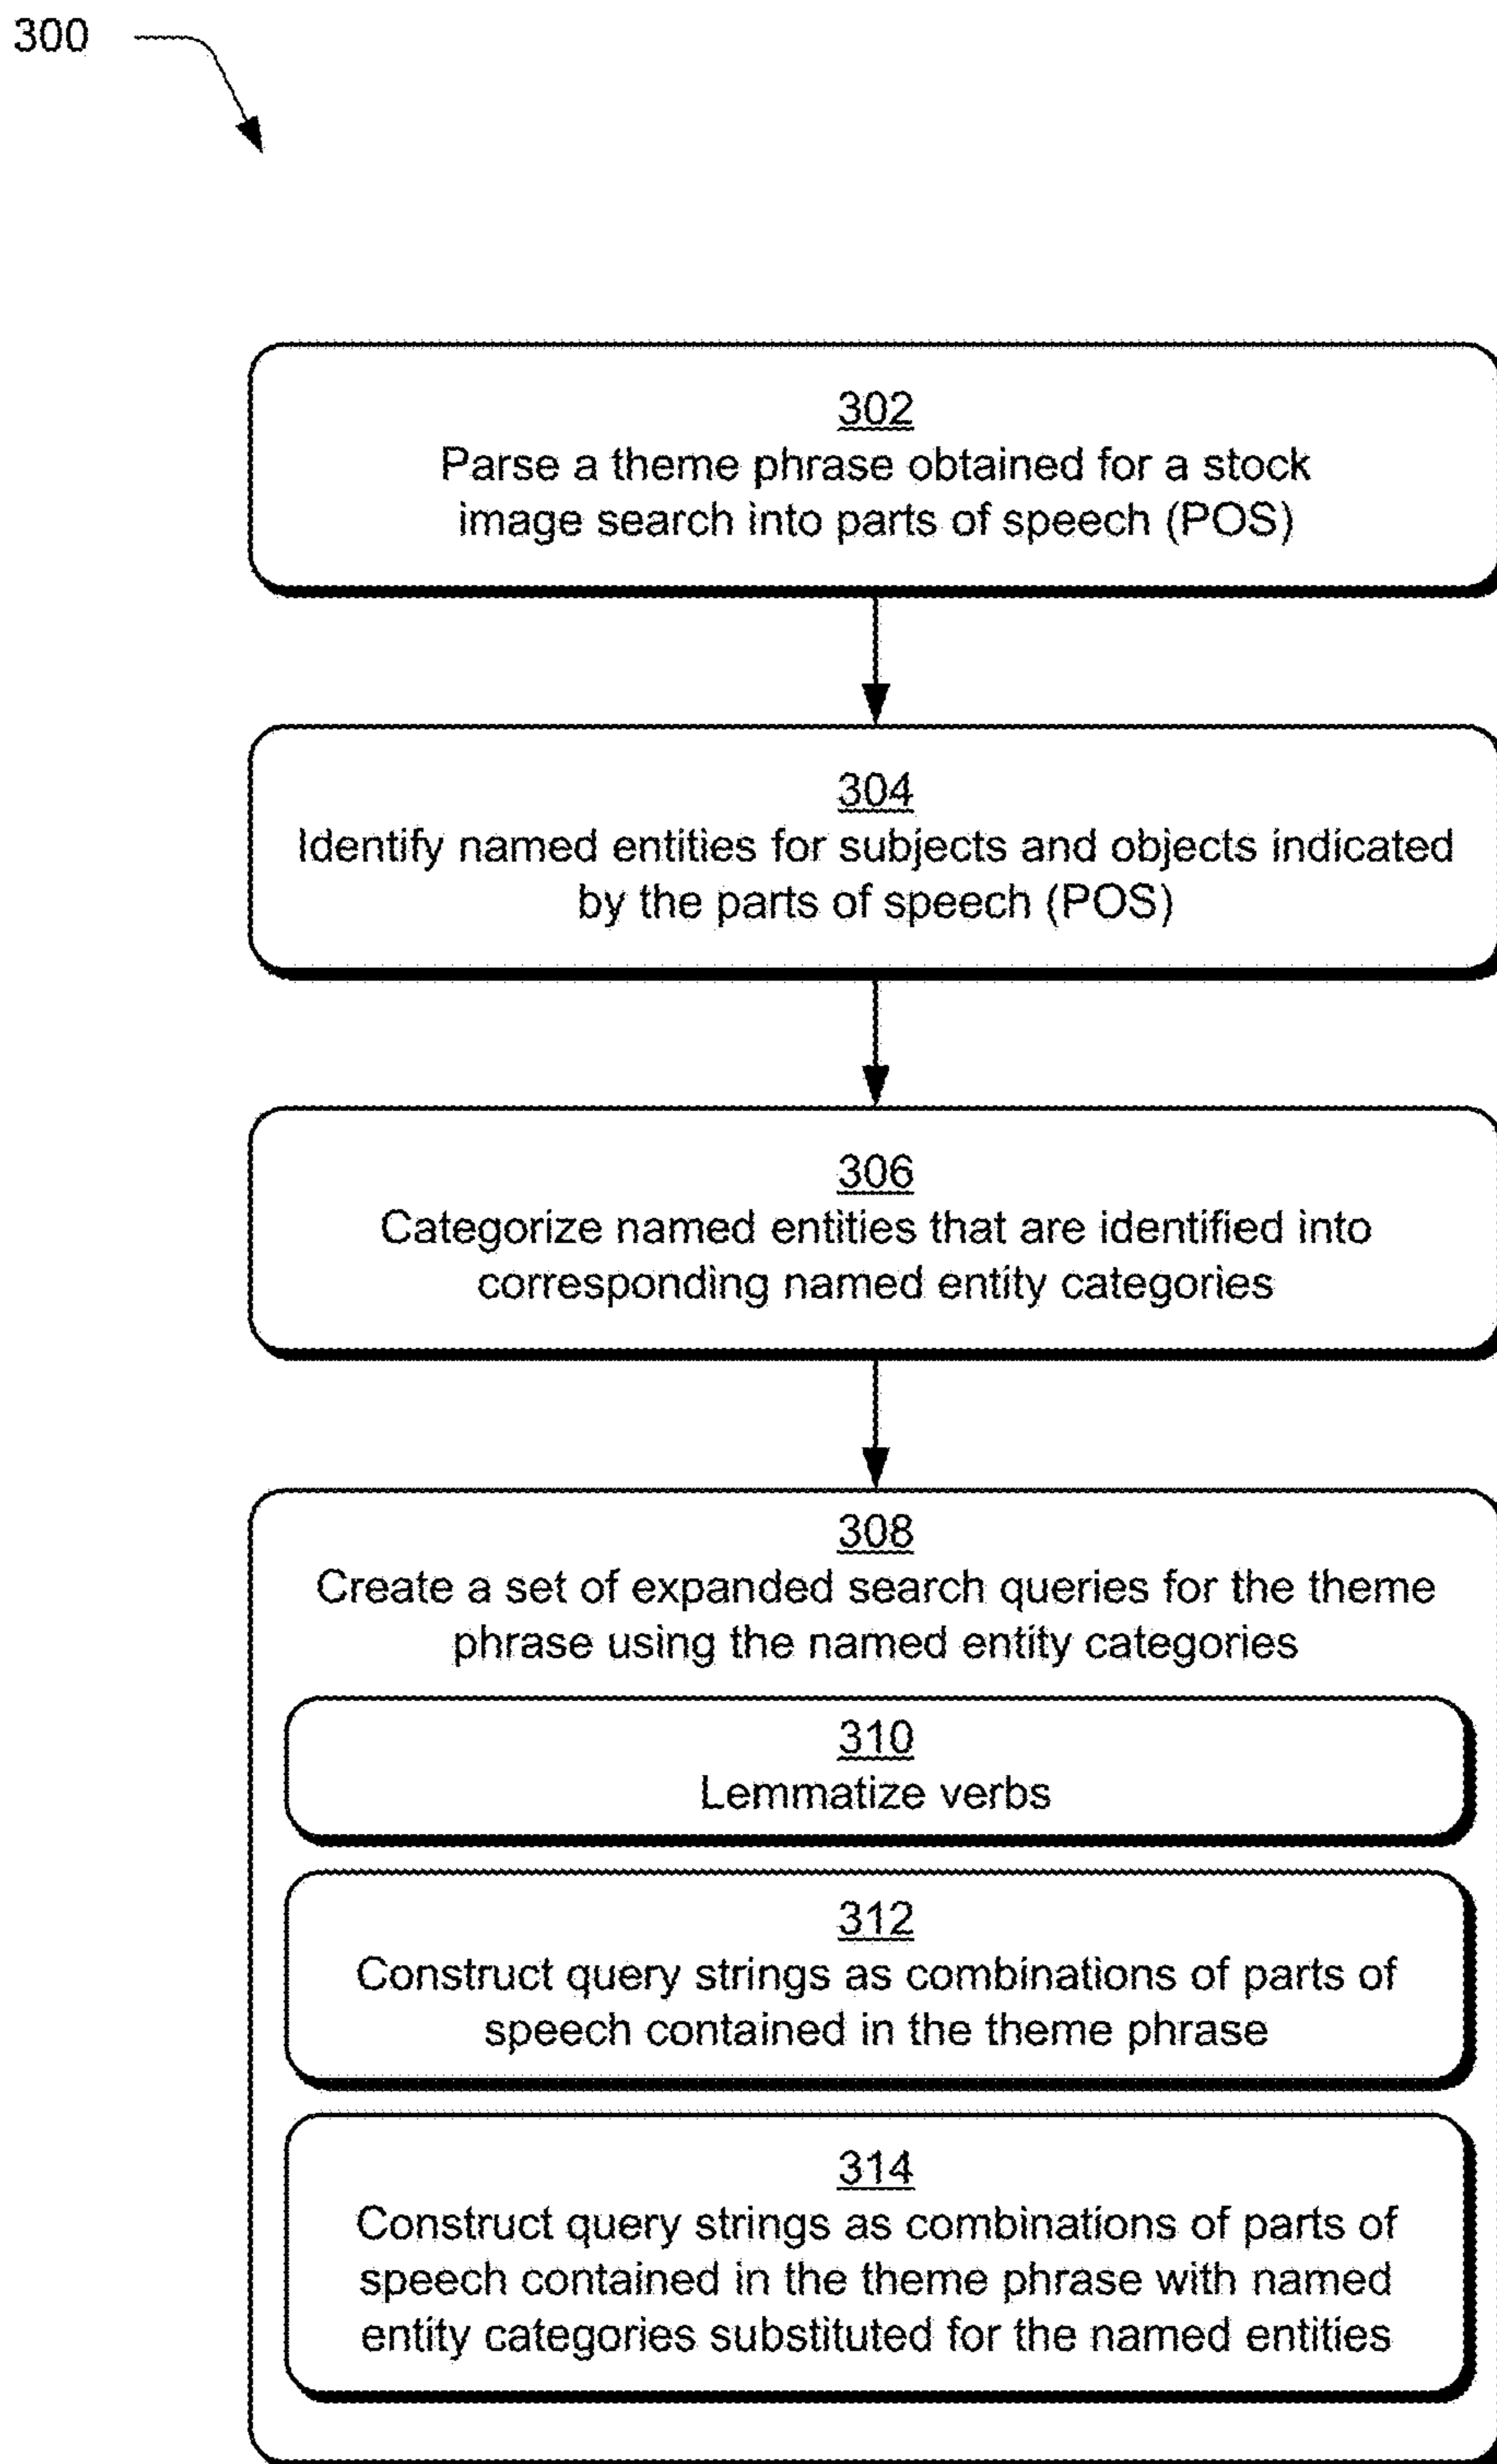 300
302
Parse a theme phrase obtained for a stock
image search into parts of speech (POS)
304
Identify named entities for subjects and objects indicated
by the parts of speech (POS)
306
Categorize named entities that are identified into
corresponding named entity categories
308
Create a set of expanded search queries for the theme
phrase using the named entity categories
310
Lemmatize verbs
312
Construct query strings as combinations of parts of
speech contained in the theme phrase
314
Construct query strings as combinations of parts of
speech contained in the theme phrase with named
entity categories substituted for the named entities